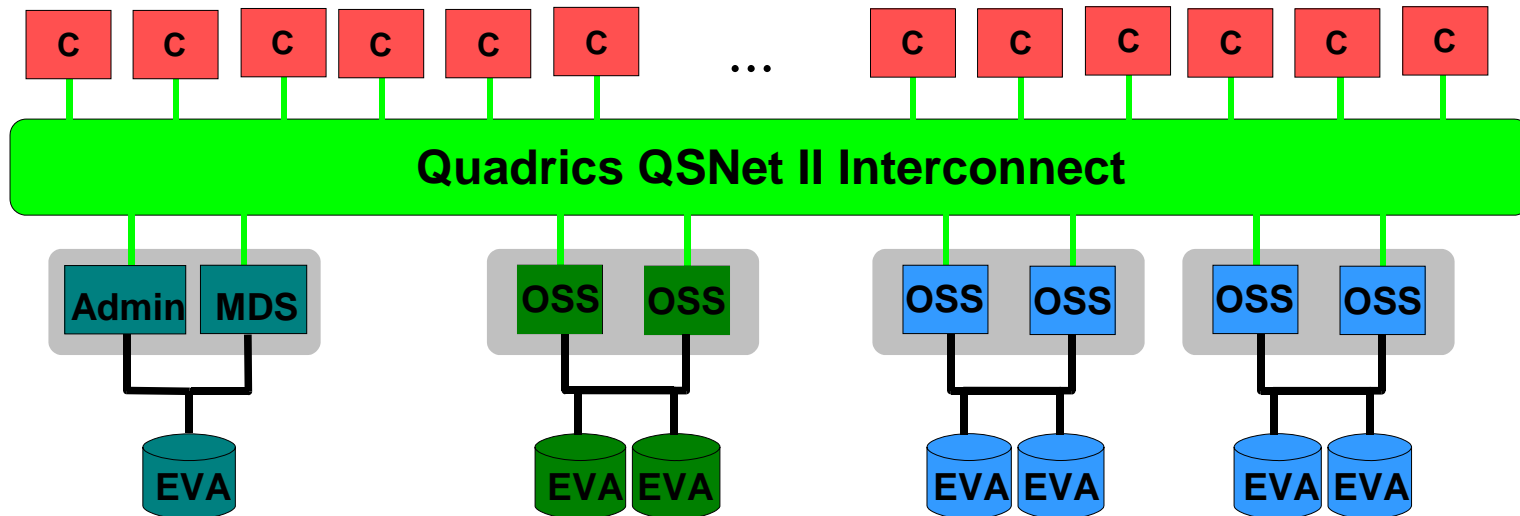 C C C C C C ... C C C C C C
Quadrics QSNet II Interconnect
Admin MDS OSS OSS OSS OSS OSS OSS
EVA EVA EVA EVA EVA EVA EVA